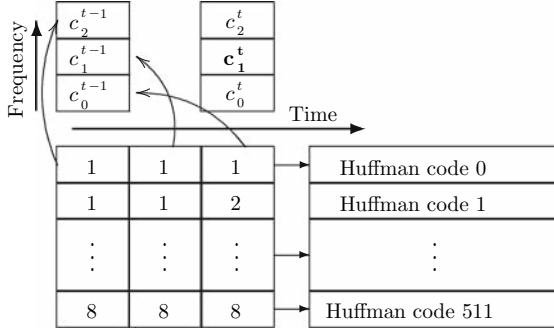 Frequency
c_2^{t−1} c_2^t
c_1^{t−1} c_1^t
c_0^{t−1} c_0^t
Time
1 1 1 Huffman code 0
1 1 2 Huffman code 1
⋮ ⋮ ⋮ ⋮
8 8 8 Huffman code 511